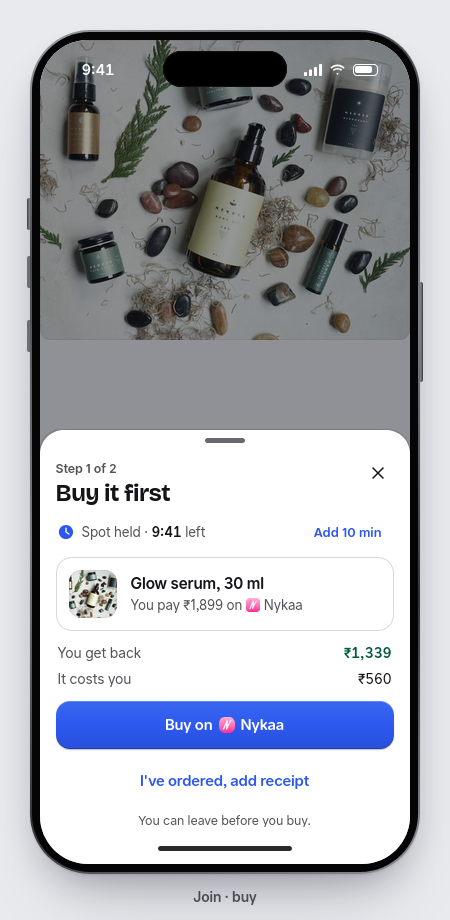 9:41
Step 1 of 2
Buy it first
Spot held · 9:41 left
Add 10 min
Glow serum, 30 ml
You pay ₹1,899 on Nykaa
You get back
₹1,339
It costs you
₹560
Buy on Nykaa
I've ordered, add receipt
You can leave before you buy.
Join · buy